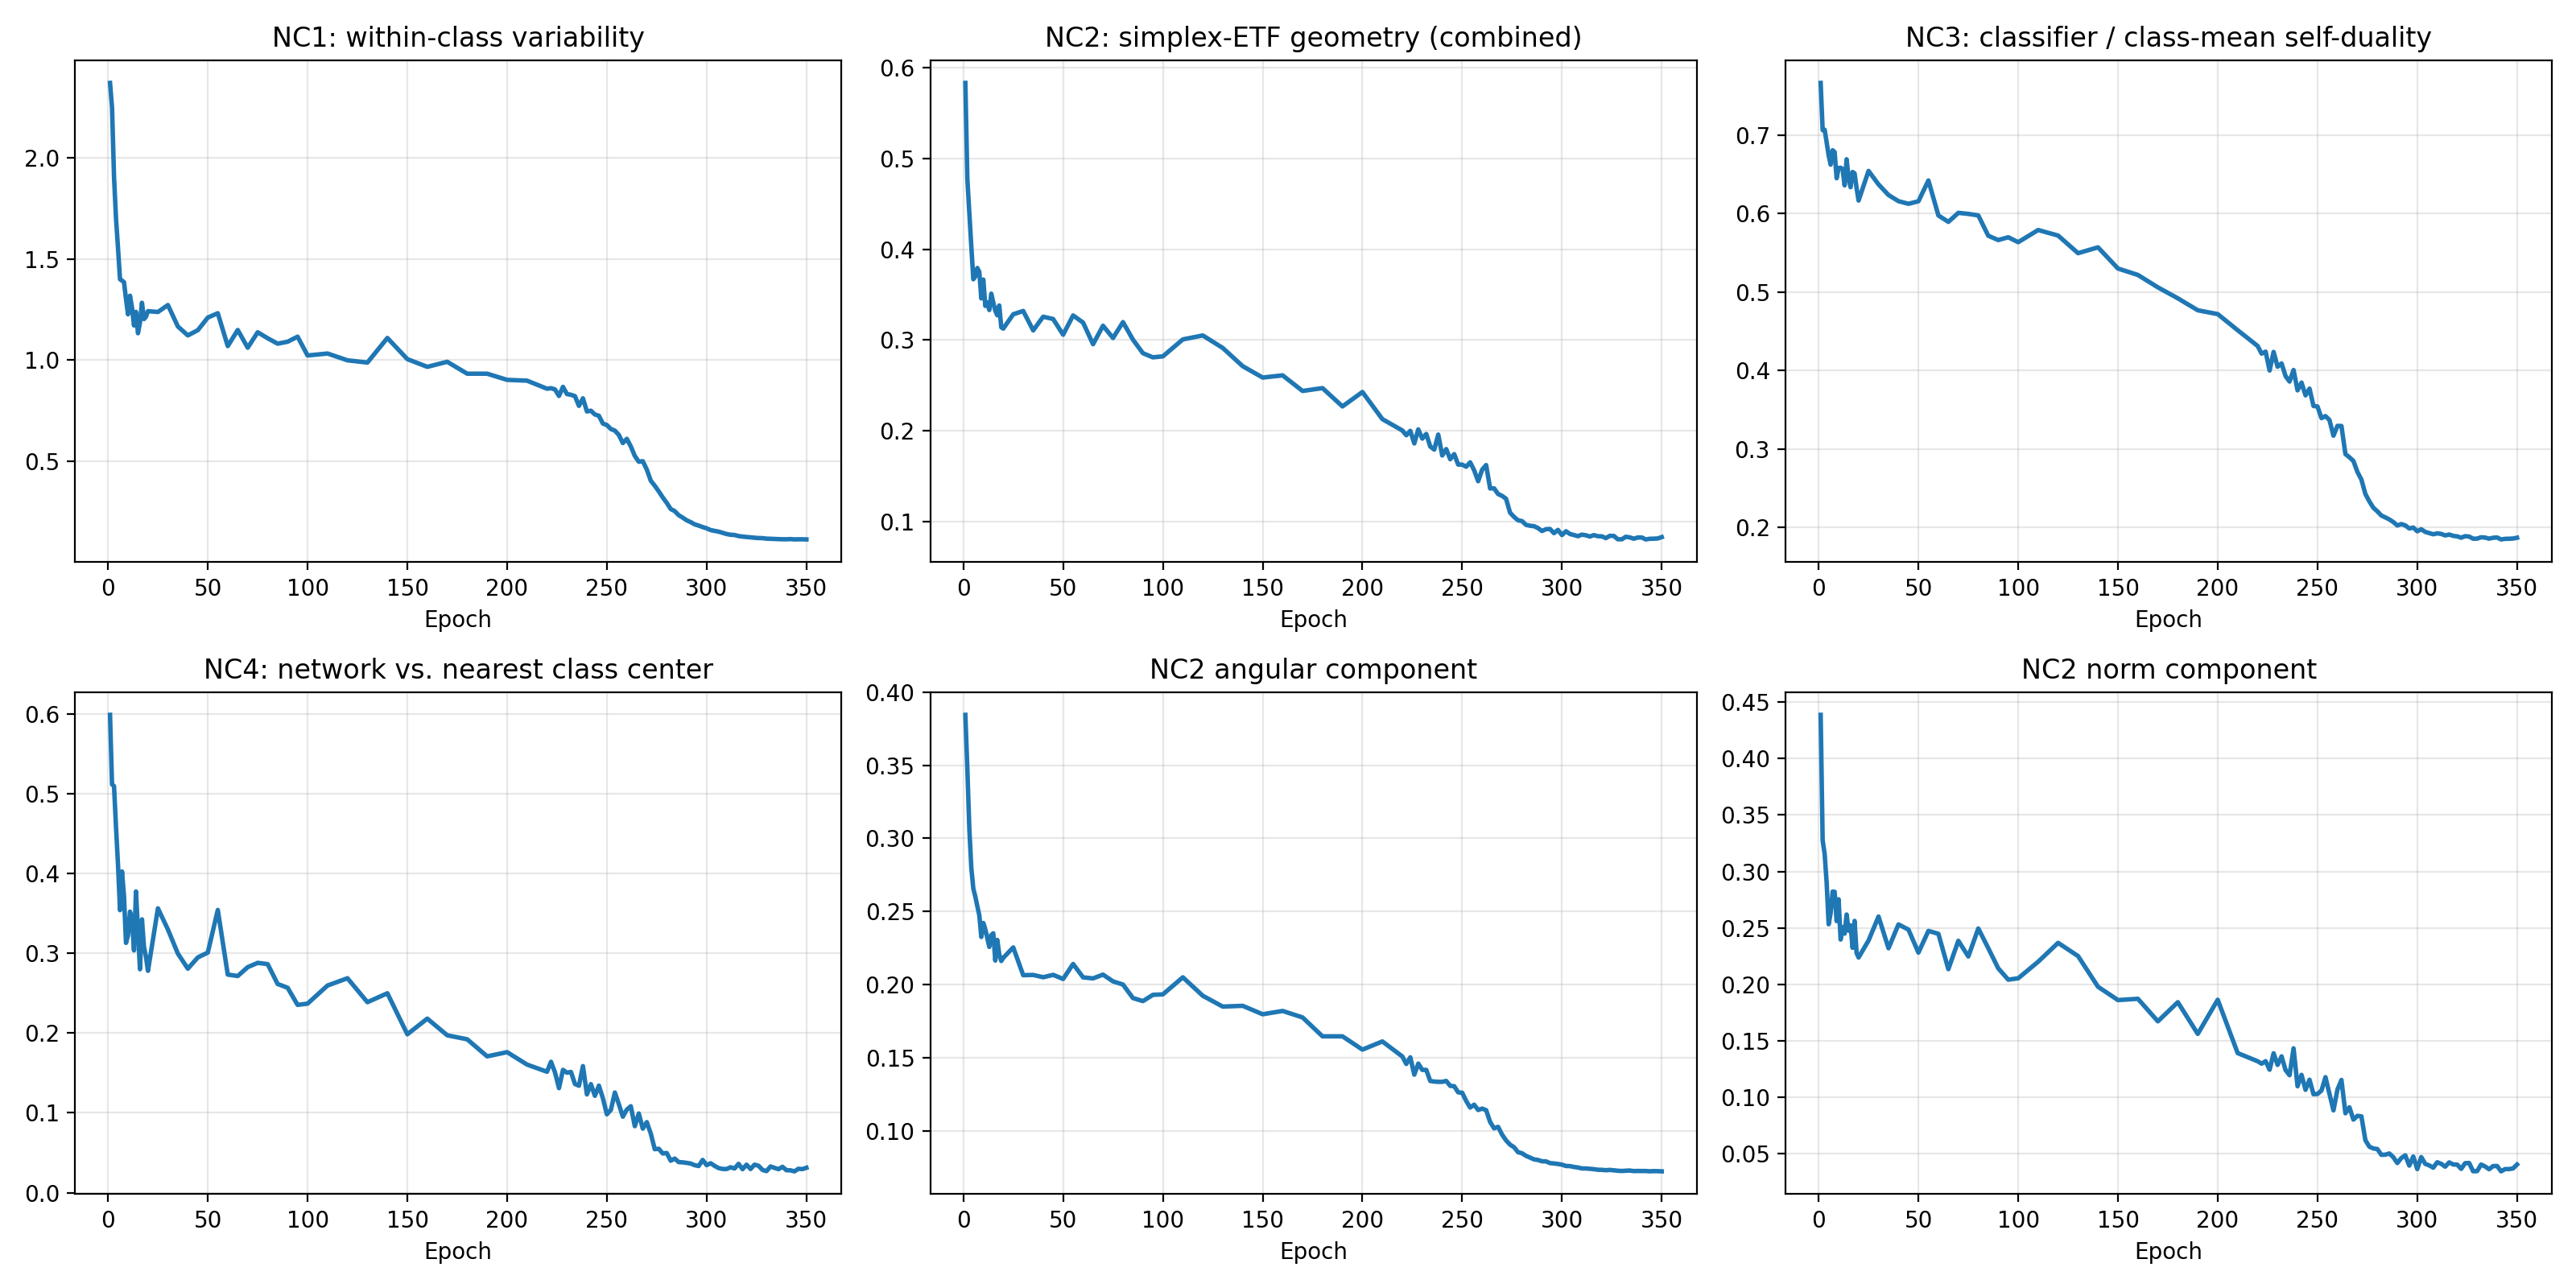 NC1: within-class variability
2.0
1.5
1.0
0.5
0 50 100 150 200 250 300 350
Epoch
NC2: simplex-ETF geometry (combined)
0.6
0.5
0.4
0.3
0.2
0.1
0 50 100 150 200 250 300 350
Epoch
NC3: classifier / class-mean self-duality
0.7
0.6
0.5
0.4
0.3
0.2
0 50 100 150 200 250 300 350
Epoch
NC4: network vs. nearest class center
0.6
0.5
0.4
0.3
0.2
0.1
0.0
0 50 100 150 200 250 300 350
Epoch
NC2 angular component
0.40
0.35
0.30
0.25
0.20
0.15
0.10
0 50 100 150 200 250 300 350
Epoch
NC2 norm component
0.45
0.40
0.35
0.30
0.25
0.20
0.15
0.10
0.05
0 50 100 150 200 250 300 350
Epoch